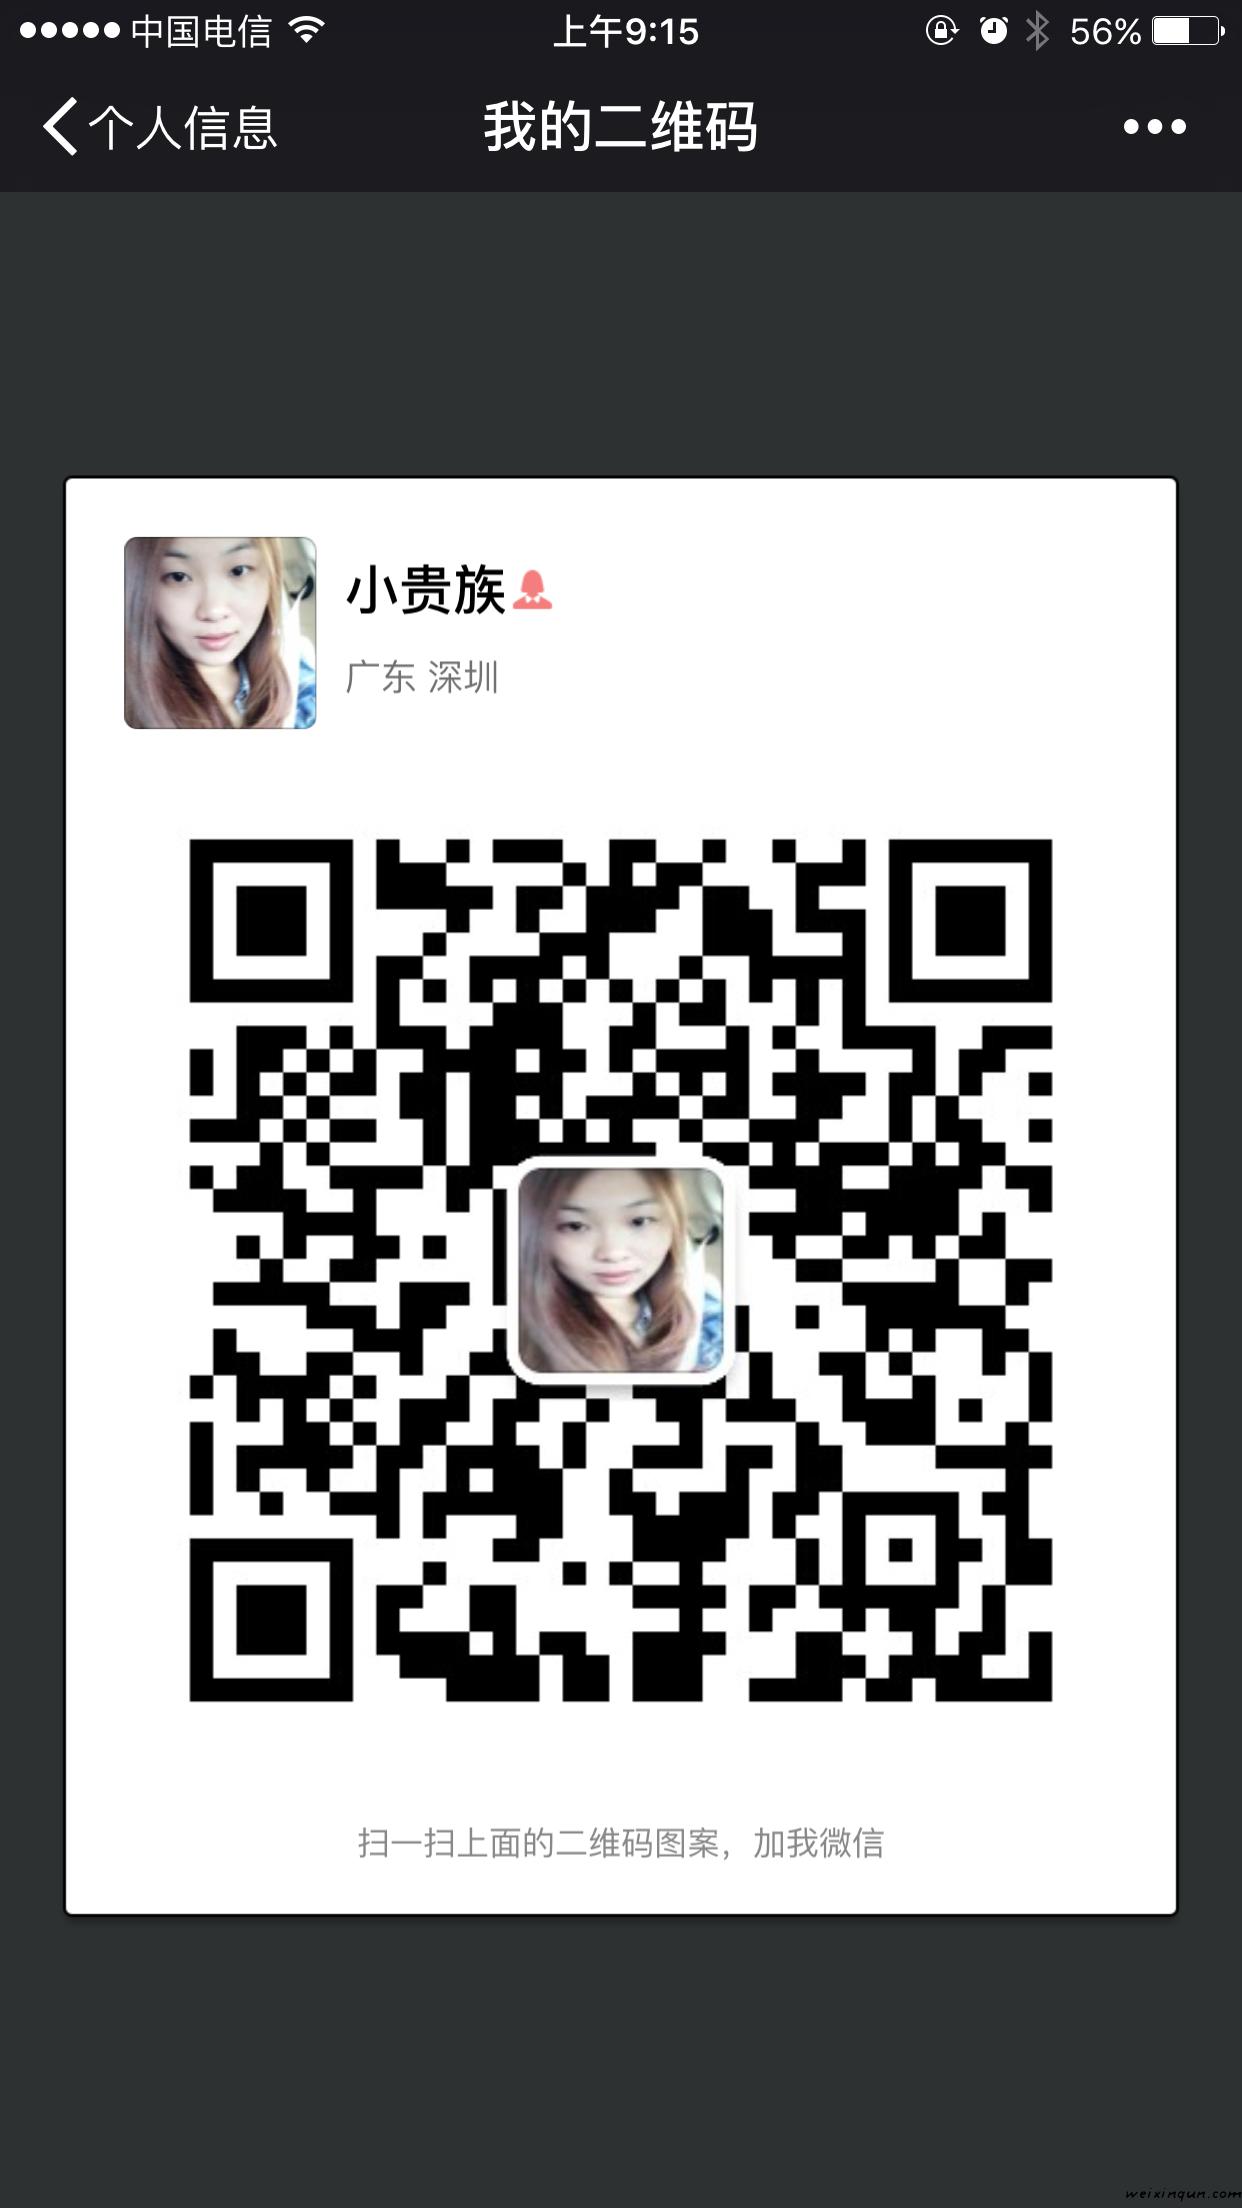 中国电信 上午9:15 56%
个人信息 我的二维码
小贵族
广东 深圳
扫一扫上面的二维码图案，加我微信
weixinqun.com